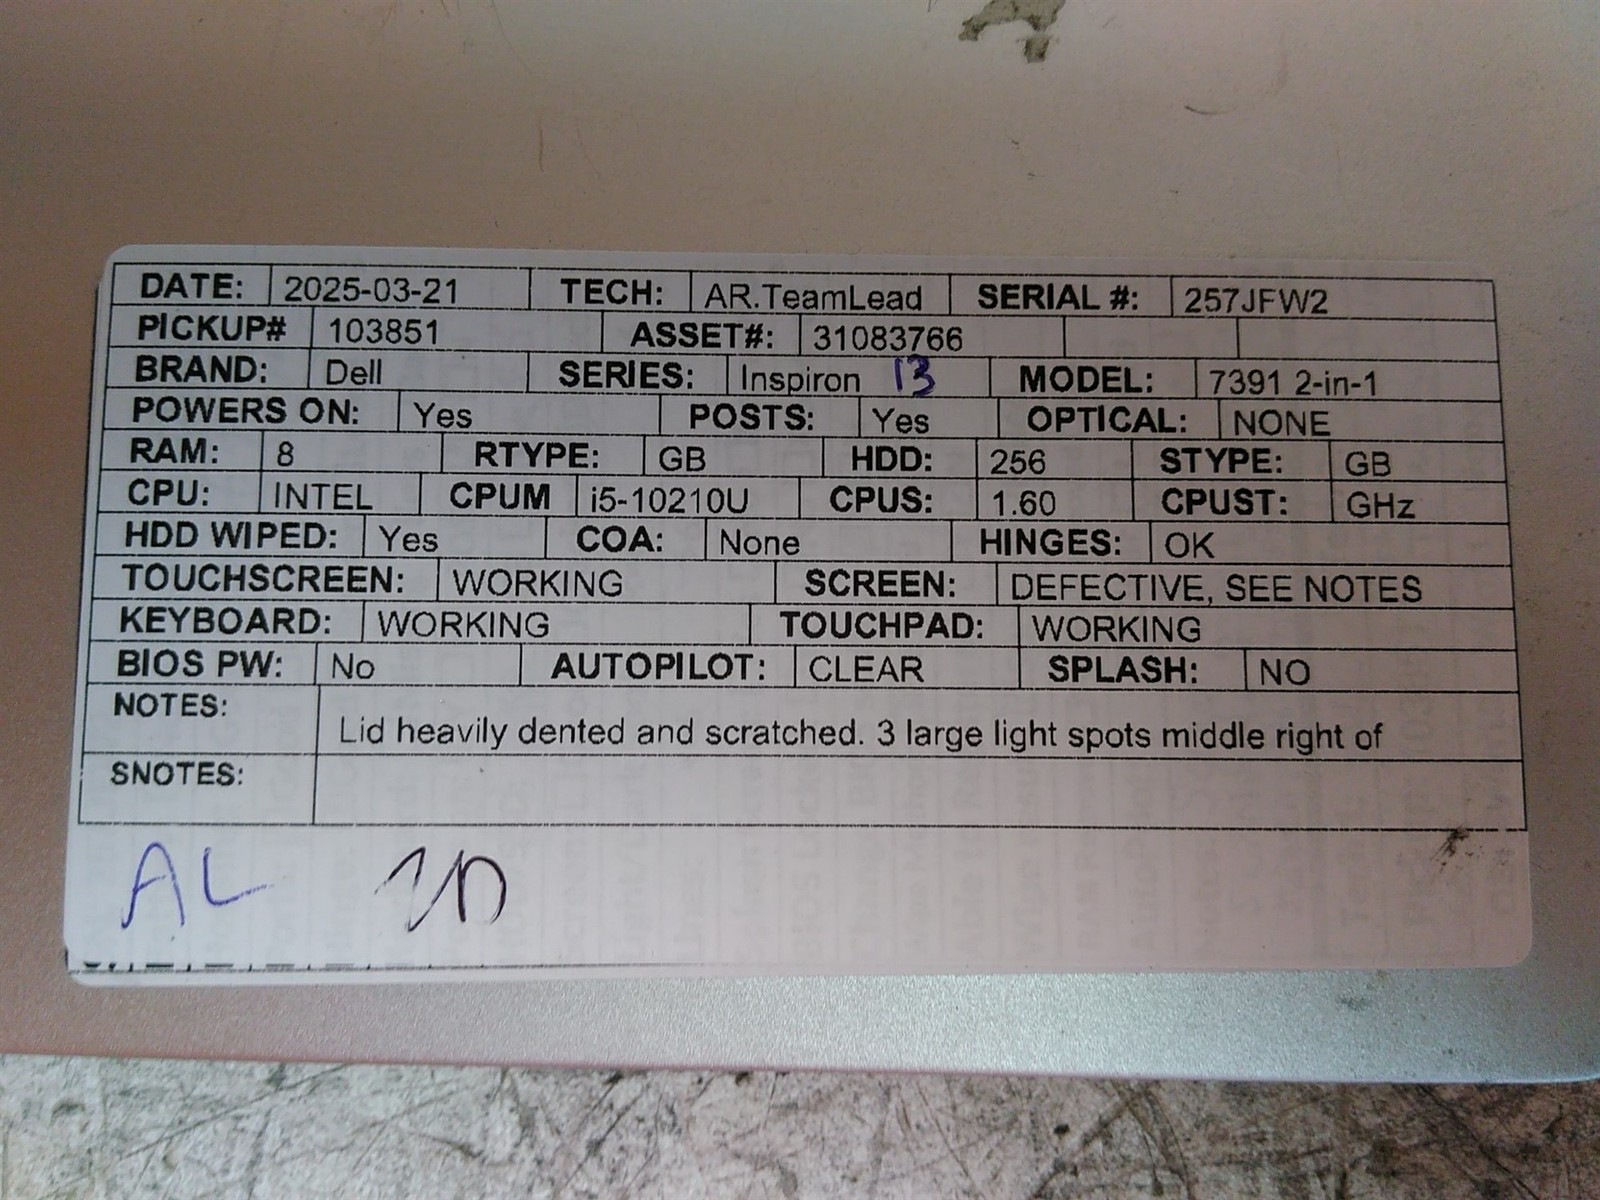 DATE: 2025-03-21 TECH: AR.TeamLead SERIAL #: 257JFW2
PICKUP# 103851 ASSET#: 31083766
BRAND: Dell SERIES: Inspiron 13 MODEL: 7391 2-in-1
POWERS ON: Yes POSTS: Yes OPTICAL: NONE
RAM: 8 RTYPE: GB HDD: 256 STYPE: GB
CPU: INTEL CPUM i5-10210U CPUS: 1.60 CPUST: GHz
HDD WIPED: Yes COA: None HINGES: OK
TOUCHSCREEN: WORKING SCREEN: DEFECTIVE, SEE NOTES
KEYBOARD: WORKING TOUCHPAD: WORKING
BIOS PW: No AUTOPILOT: CLEAR SPLASH: NO
NOTES: Lid heavily dented and scratched. 3 large light spots middle right of
SNOTES:
AL